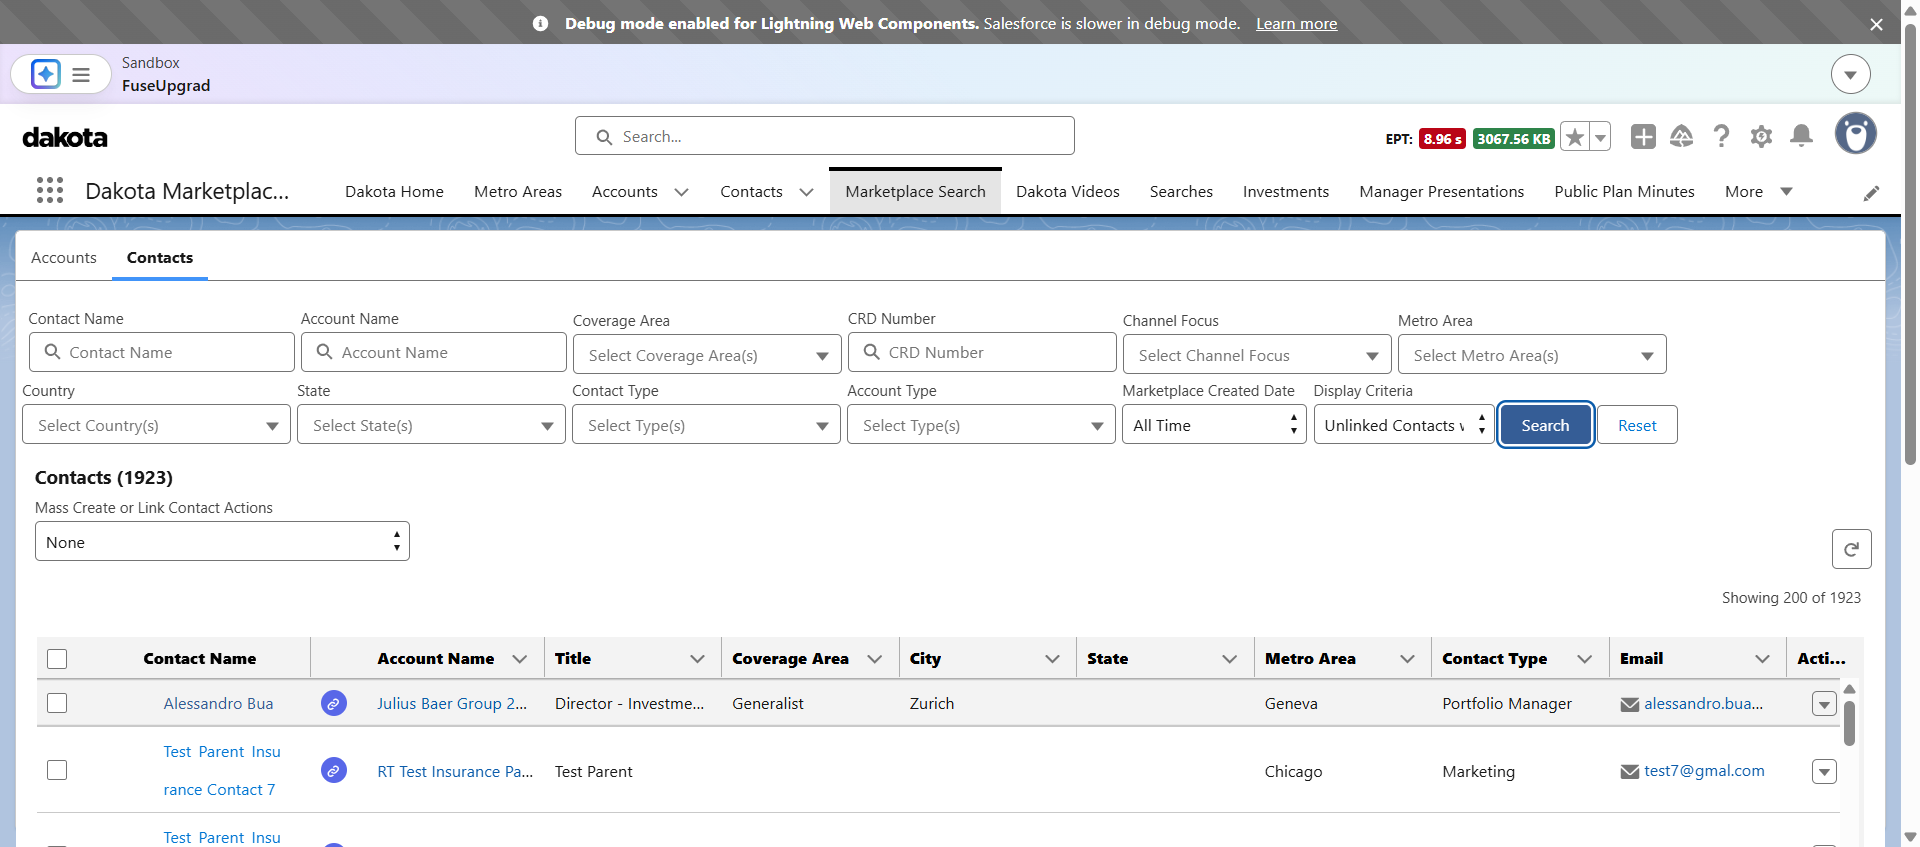 Debug mode enabled for Lightning Web Components. Salesforce is slower in debug mode. Learn more
Sandbox
FuseUpgrad
dakota
Search...
EPT: 8.96 s 3067.56 KB
Dakota Marketplac...
Dakota Home
Metro Areas
Accounts
Contacts
Marketplace Search
Dakota Videos
Searches
Investments
Manager Presentations
Public Plan Minutes
More
Accounts
Contacts
Contact Name
Account Name
Coverage Area
CRD Number
Channel Focus
Metro Area
Contact Name
Account Name
Select Coverage Area(s)
CRD Number
Select Channel Focus
Select Metro Area(s)
Country
State
Contact Type
Account Type
Marketplace Created Date
Display Criteria
Select Country(s)
Select State(s)
Select Type(s)
Select Type(s)
All Time
Unlinked Contacts
Search
Reset
Contacts (1923)
Mass Create or Link Contact Actions
None
Showing 200 of 1923
Contact Name
Account Name
Title
Coverage Area
City
State
Metro Area
Contact Type
Email
Acti...
Alessandro Bua
Julius Baer Group 2...
Director - Investme...
Generalist
Zurich
Geneva
Portfolio Manager
alessandro.bua...
Test Parent Insu
rance Contact 7
RT Test Insurance Pa...
Test Parent
Chicago
Marketing
test7@gmal.com
Test Parent Insu